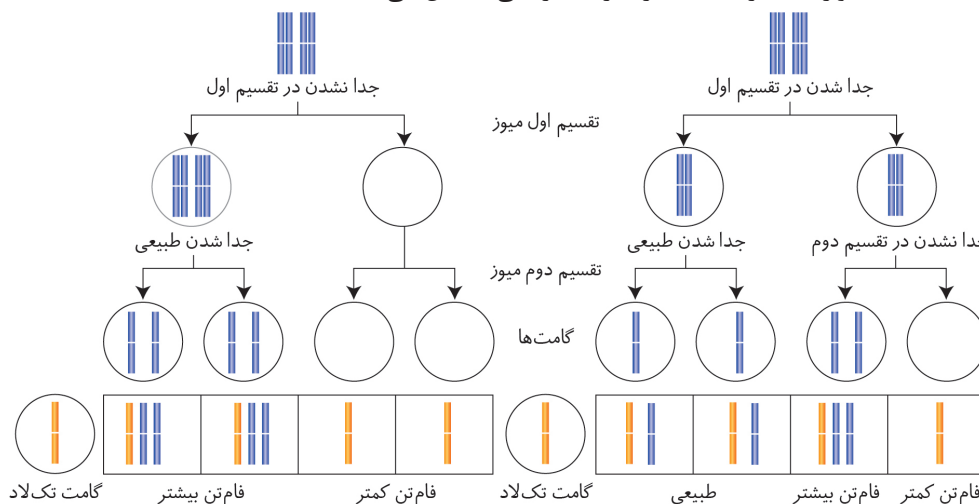 جدا نشدن در تقسیم اول
جدا شدن در تقسیم اول
تقسیم اول میوز
جدا شدن طبیعی
جدا شدن طبیعی
جدا نشدن در تقسیم دوم
تقسیم دوم میوز
گامت‌ها
گامت تک‌لاد
فام‌تن بیشتر
فام‌تن کمتر
گامت تک‌لاد
طبیعی
فام‌تن بیشتر
فام‌تن کمتر